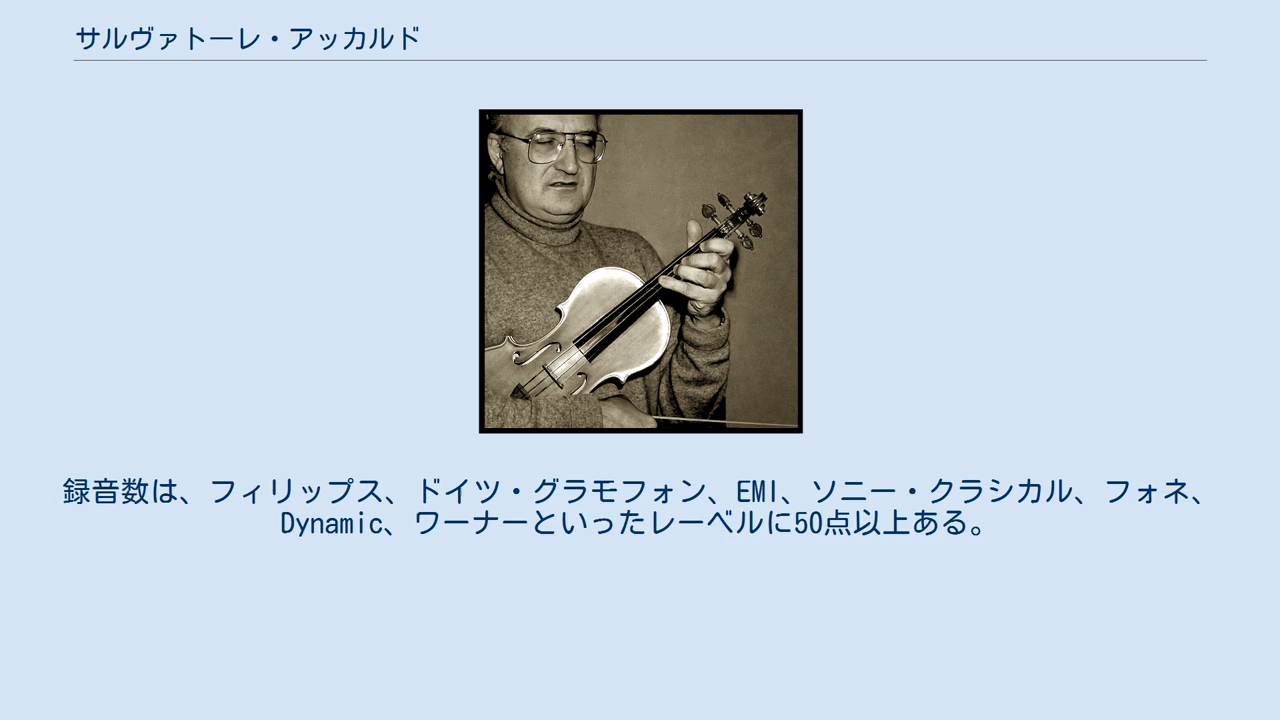 サルヴァトーレ・アッカルド
録音数は、フィリップス、ドイツ・グラモフォン、EMI、ソニー・クラシカル、フォネ、
Dynamic、ワーナーといったレーベルに50点以上ある。